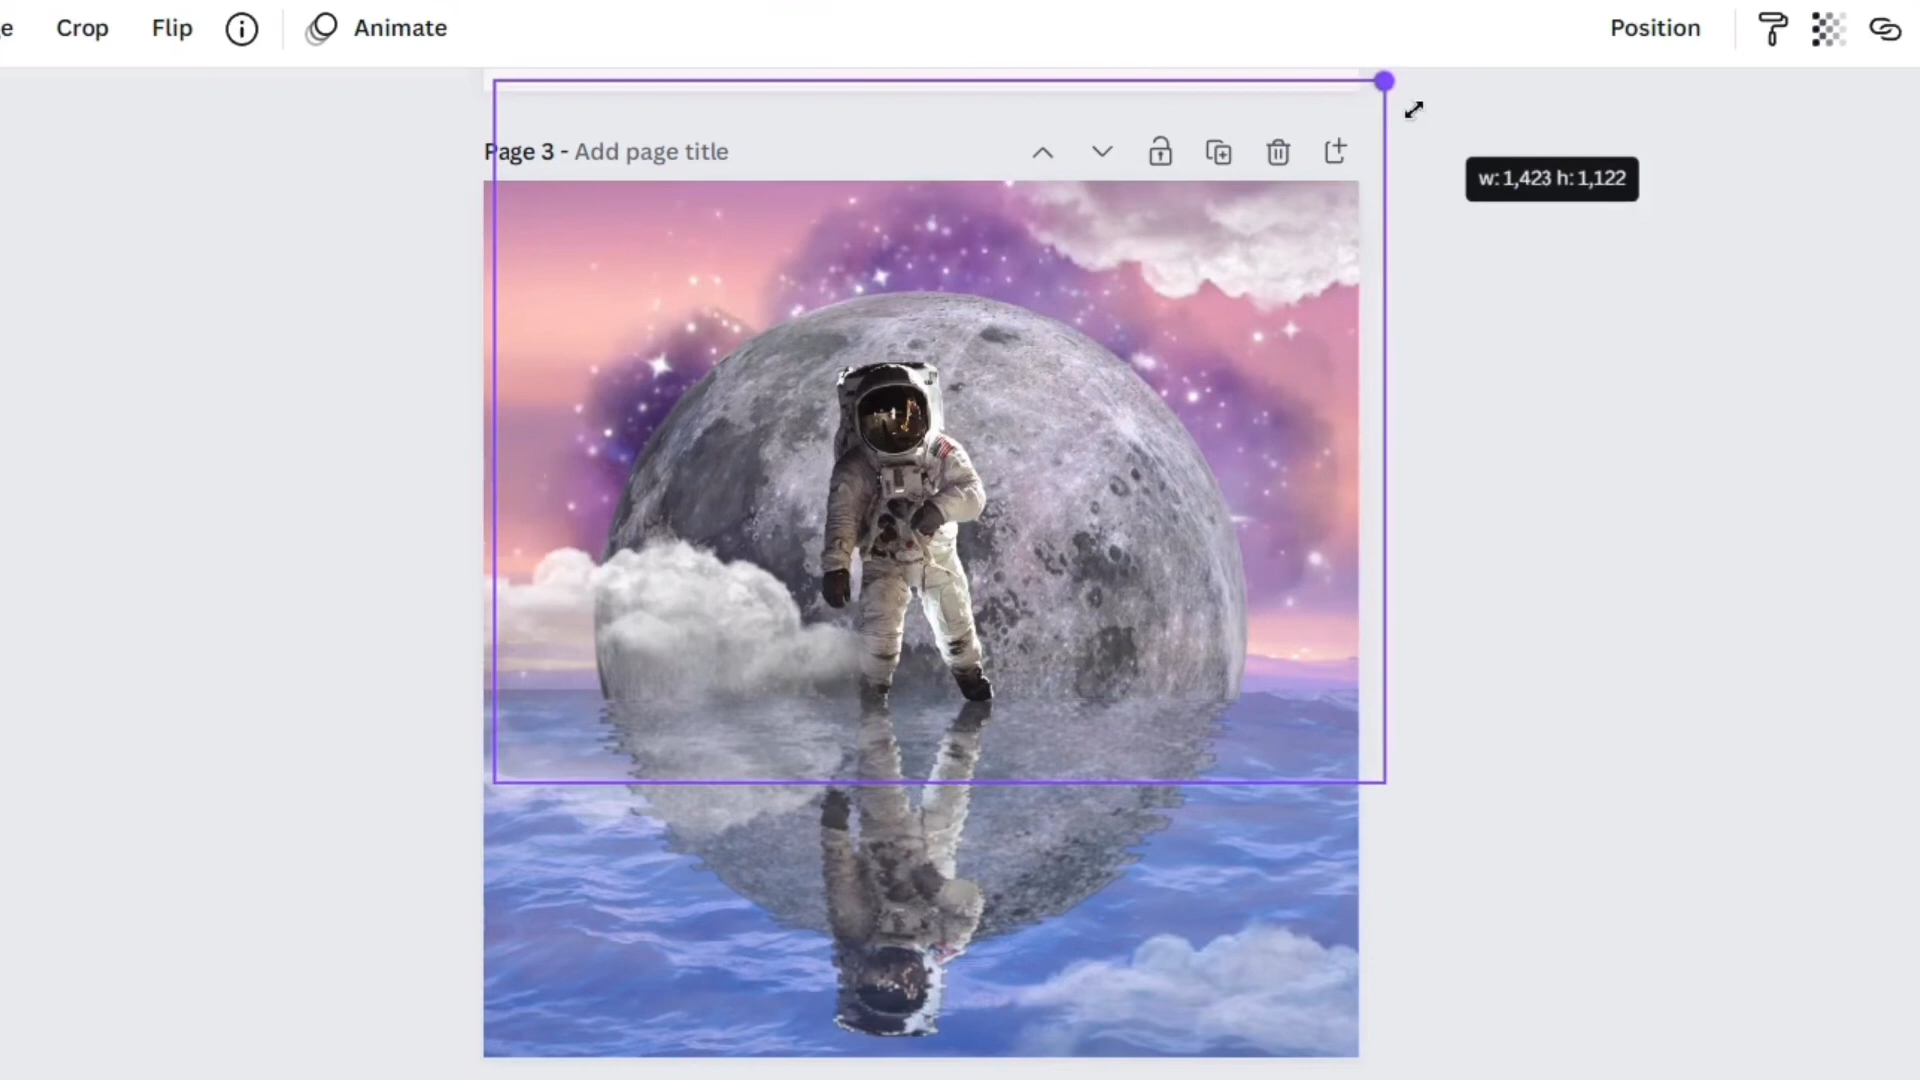 e Crop Flip Animate Position
Page 3 - Add page title
w: 1,423 h: 1,122